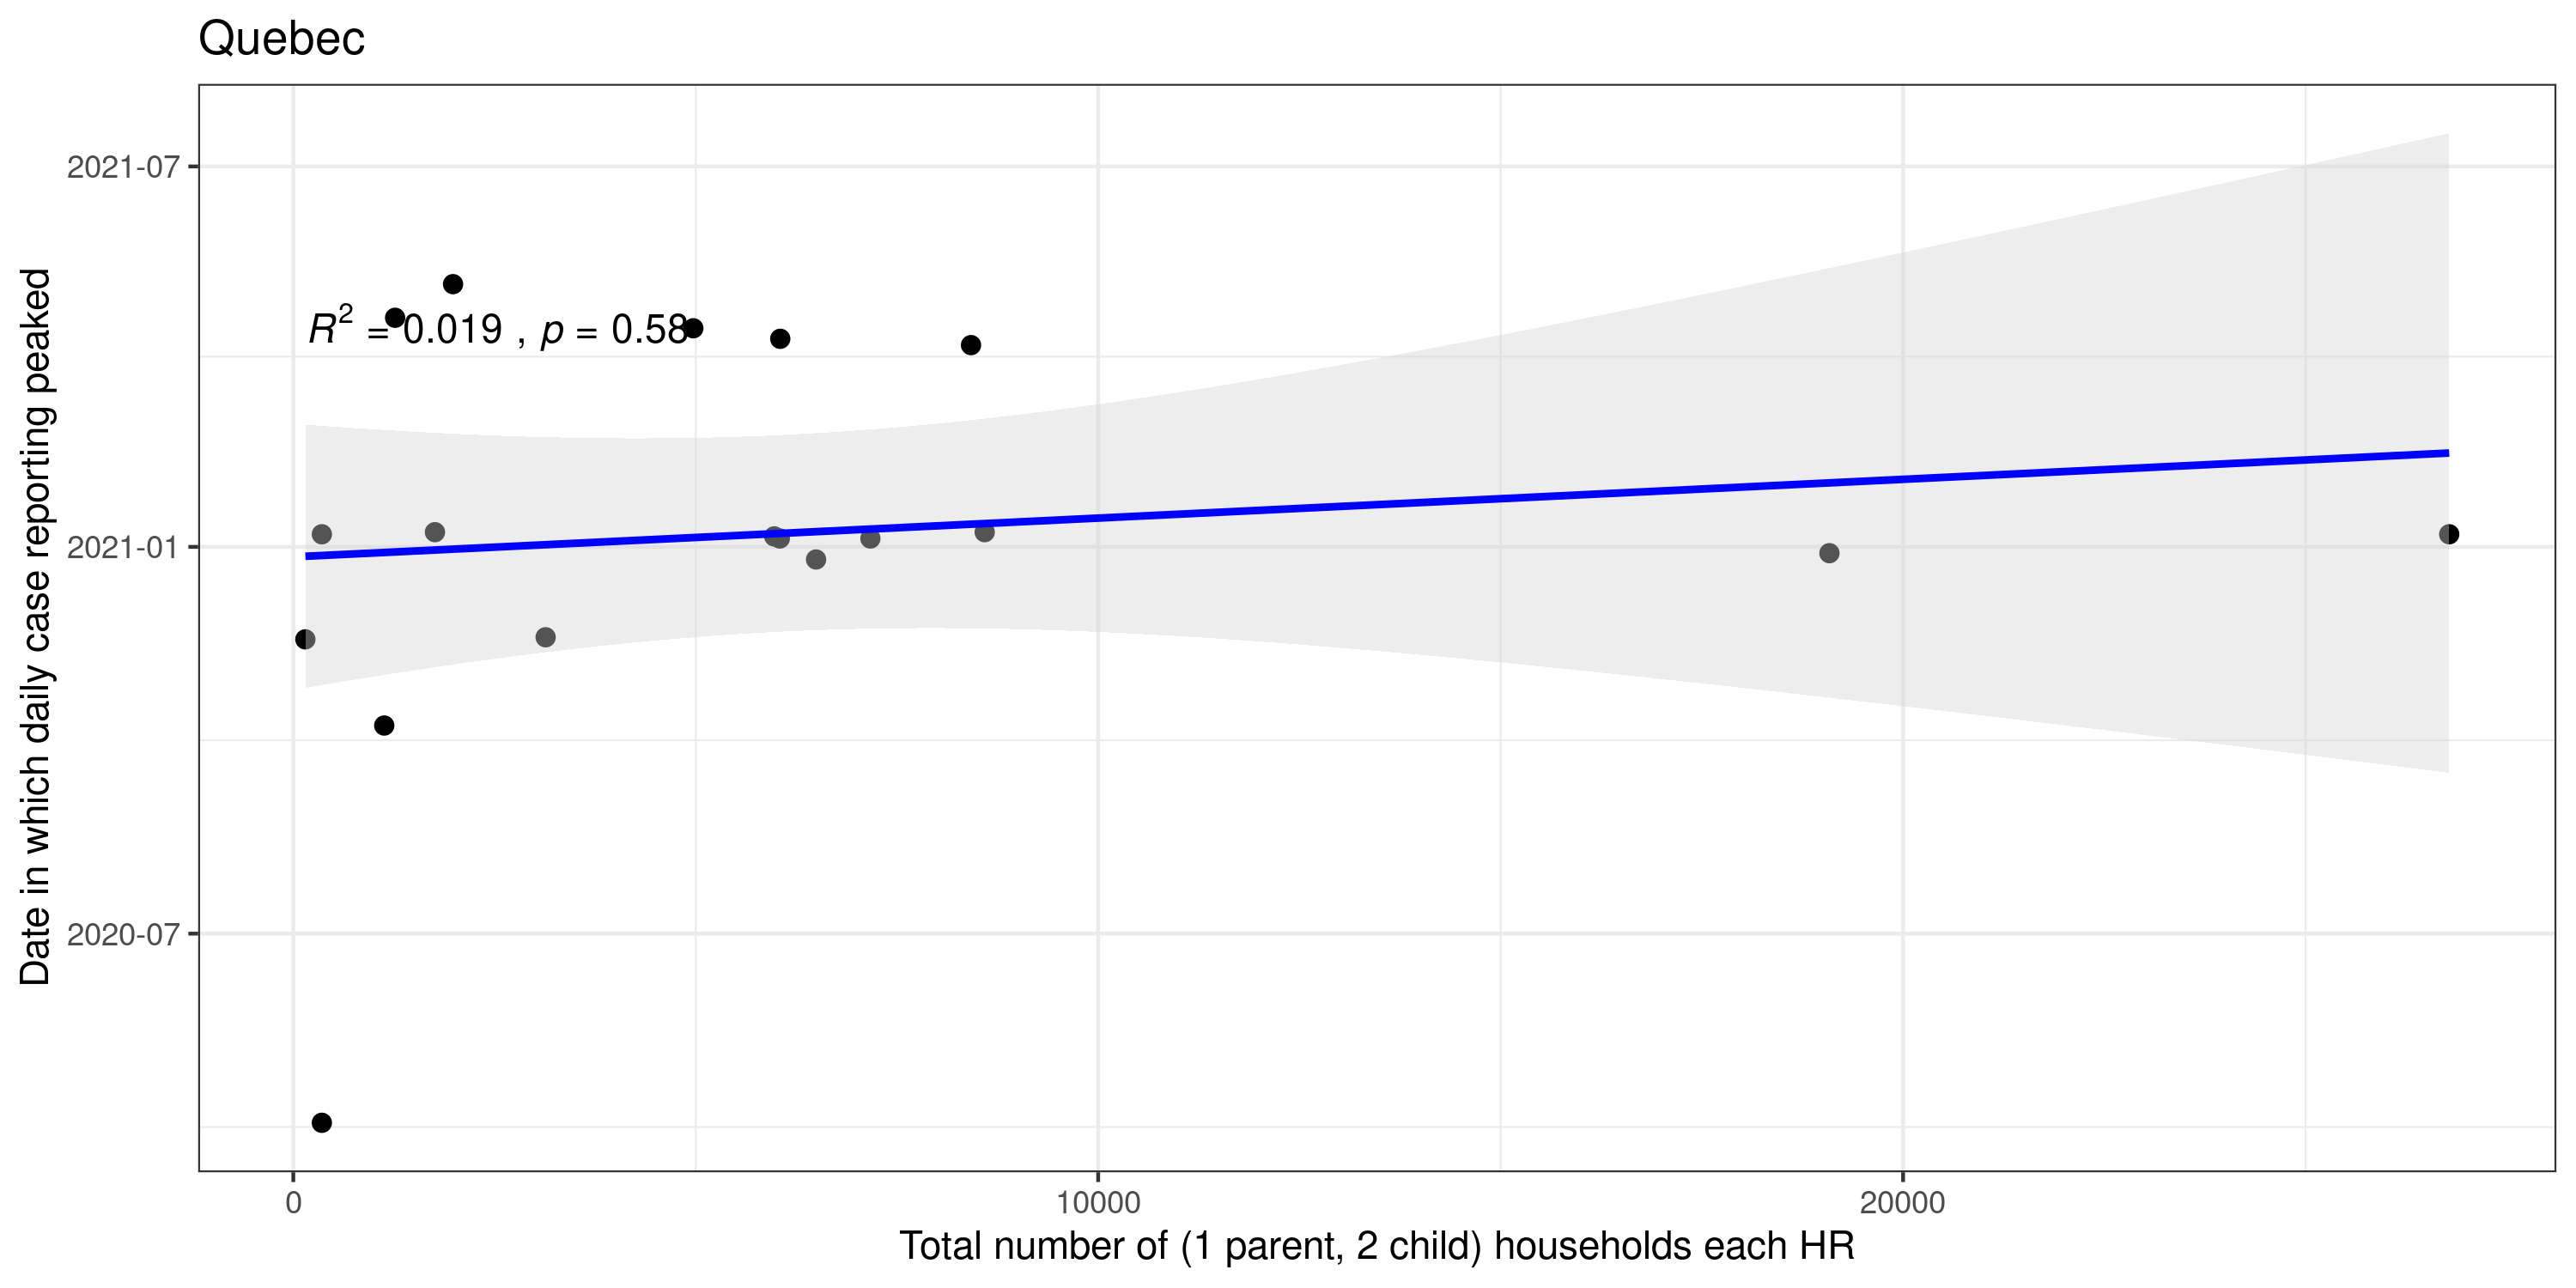 Quebec
2021-07
R² = 0.019 , p = 0.58
2021-01
2020-07
Date in which daily case reporting peaked
0 10000 20000
Total number of (1 parent, 2 child) households each HR